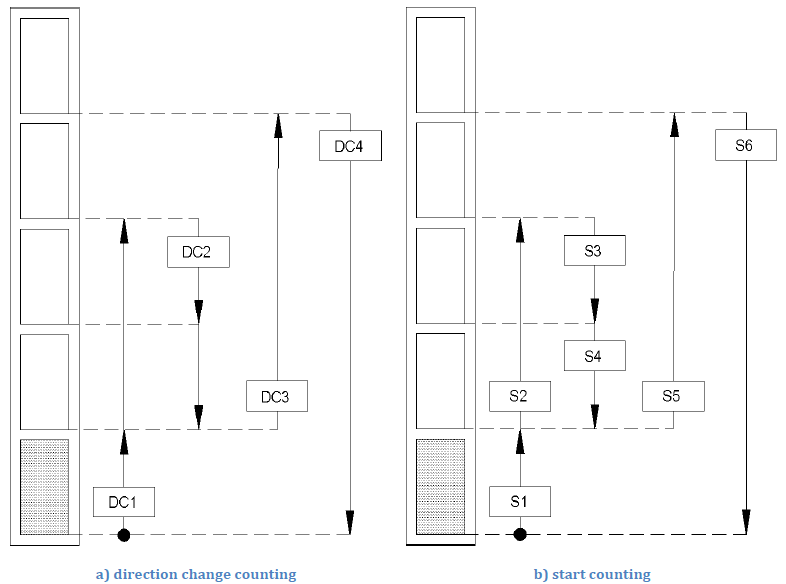 DC4
DC2
DC3
DC1
S6
S3
S4
S2
S5
S1
a) direction change counting
b) start counting